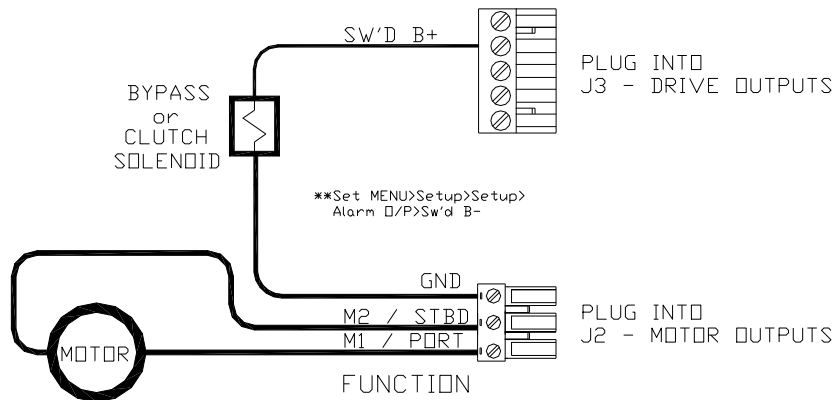 SW'D B+
PLUG INTO
J3 - DRIVE OUTPUTS
BYPASS
or
CLUTCH
SOLENOID
**Set MENU>Setup>Setup>
Alarm O/P>Sw'd B-
GND
M2 / STBD
M1 / PORT
PLUG INTO
J2 - MOTOR OUTPUTS
MOTOR
FUNCTION